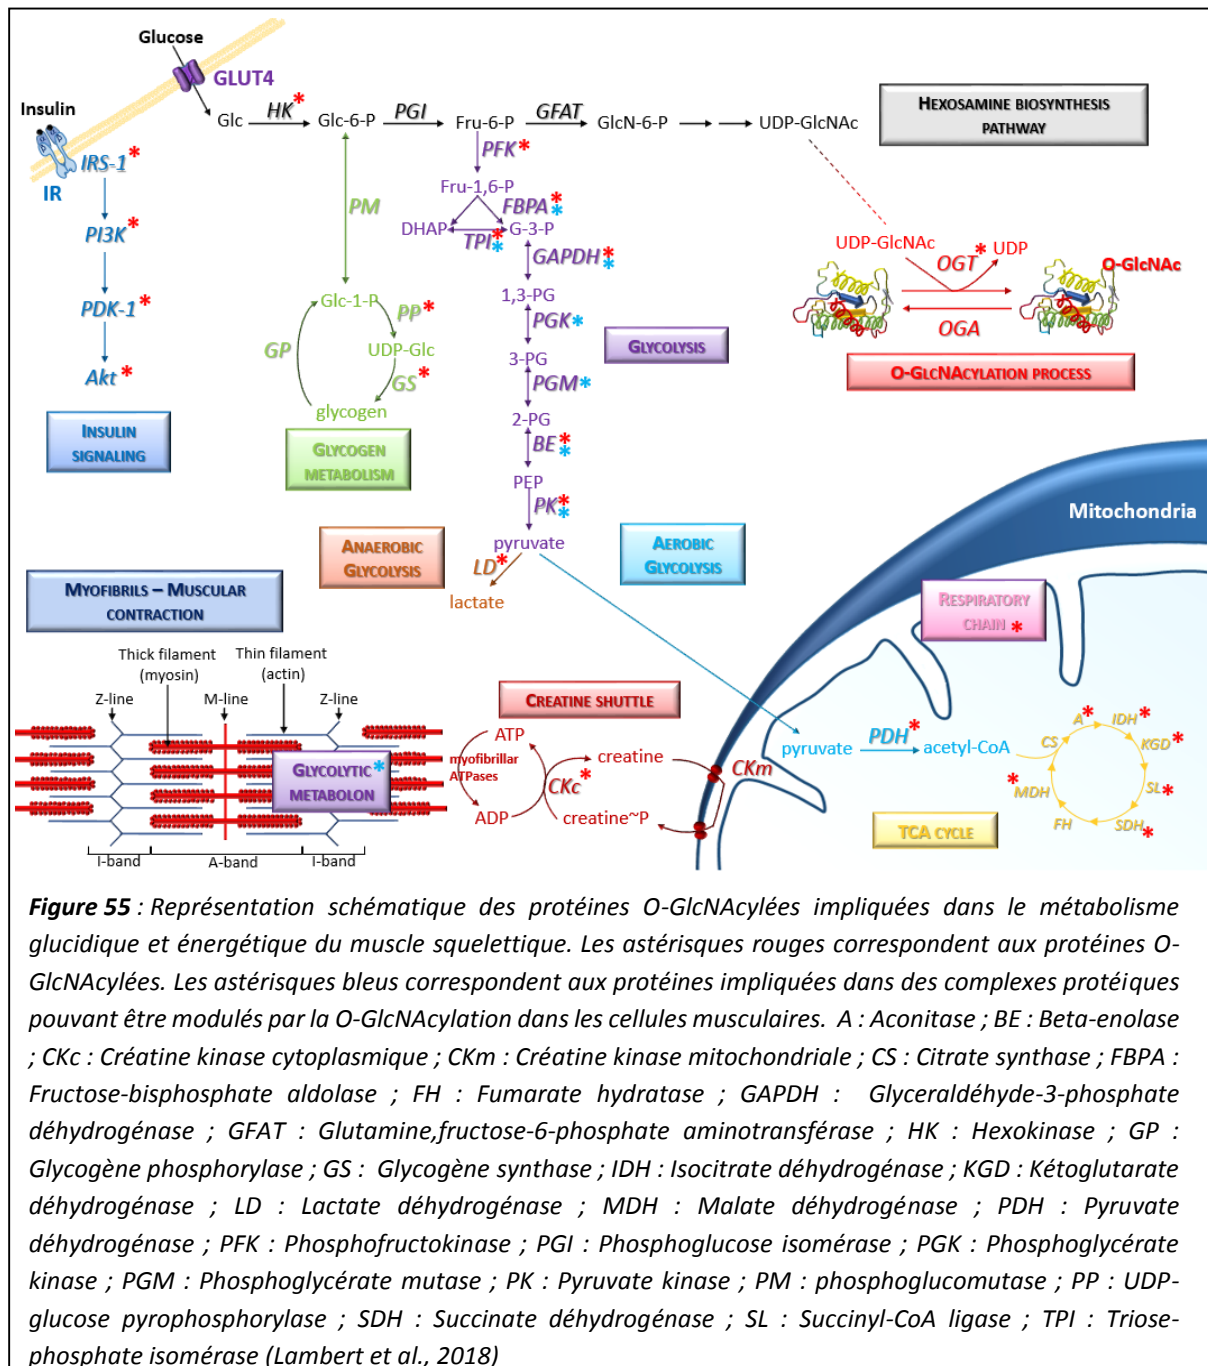 Glucose
GLUT4
Insulin
IR
Glc
HK*
Glc-6-P
PGI
Fru-6-P
GFAT
GlcN-6-P
UDP-GlcNAc
HEXOSAMINE BIOSYNTHESIS
PATHWAY
IRS-1*
PI3K*
PDK-1*
Akt*
INSULIN
SIGNALING
PM
Glc-1-P
PP*
UDP-Glc
GP
GS*
glycogen
GLYCOGEN
METABOLISM
PFK*
Fru-1,6-P
FBPA**
DHAP
TPI**
G-3-P
GAPDH**
1,3-PG
PGK*
3-PG
PGM*
2-PG
BE**
PEP
PK**
pyruvate
GLYCOLYSIS
UDP-GlcNAc
OGT*
UDP
O-GlcNAc
OGA
O-GLCNACYLATION PROCESS
ANAEROBIC
GLYCOLYSIS
LD*
lactate
AEROBIC
GLYCOLYSIS
Mitochondria
RESPIRATORY
CHAIN *
MYOFIBRILS – MUSCULAR
CONTRACTION
Thick filament
(myosin)
Thin filament
(actin)
Z-line
M-line
Z-line
GLYCOLYTIC*
METABOLON
I-band
A-band
I-band
CREATINE SHUTTLE
ATP
myofibrillar
ATPases
ADP
CKc*
creatine
creatine~P
CKm
pyruvate
PDH*
acetyl-CoA
CS
A*
IDH*
KGD*
SL*
SDH*
FH
*MDH
TCA CYCLE
Figure 55 : Représentation schématique des protéines O-GlcNAcylées impliquées dans le métabolisme
glucidique et énergétique du muscle squelettique. Les astérisques rouges correspondent aux protéines O-
GlcNAcylées. Les astérisques bleus correspondent aux protéines impliquées dans des complexes protéiques
pouvant être modulés par la O-GlcNAcylation dans les cellules musculaires. A : Aconitase ; BE : Beta-enolase
; CKc : Créatine kinase cytoplasmique ; CKm : Créatine kinase mitochondriale ; CS : Citrate synthase ; FBPA :
Fructose-bisphosphate aldolase ; FH : Fumarate hydratase ; GAPDH : Glyceraldéhyde-3-phosphate
déhydrogénase ; GFAT : Glutamine,fructose-6-phosphate aminotransférase ; HK : Hexokinase ; GP :
Glycogène phosphorylase ; GS : Glycogène synthase ; IDH : Isocitrate déhydrogénase ; KGD : Kétoglutarate
déhydrogénase ; LD : Lactate déhydrogénase ; MDH : Malate déhydrogénase ; PDH : Pyruvate
déhydrogénase ; PFK : Phosphofructokinase ; PGI : Phosphoglucose isomérase ; PGK : Phosphoglycérate
kinase ; PGM : Phosphoglycérate mutase ; PK : Pyruvate kinase ; PM : phosphoglucomutase ; PP : UDP-
glucose pyrophosphorylase ; SDH : Succinate déhydrogénase ; SL : Succinyl-CoA ligase ; TPI : Triose-
phosphate isomérase (Lambert et al., 2018)